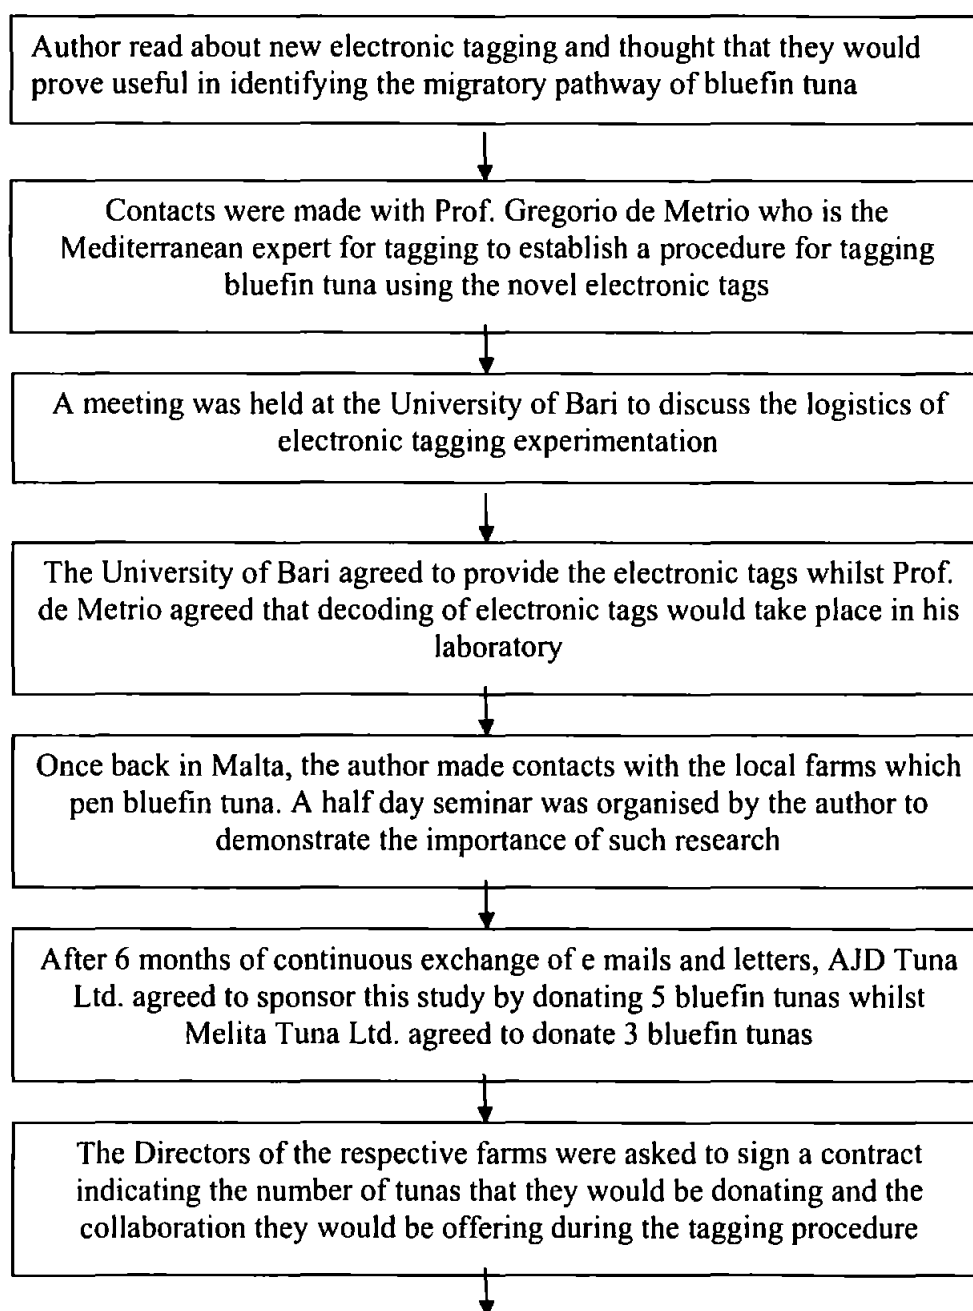 Author read about new electronic tagging and thought that they would
prove useful in identifying the migratory pathway of bluefin tuna
Contacts were made with Prof. Gregorio de Metrio who is the
Mediterranean expert for tagging to establish a procedure for tagging
bluefin tuna using the novel electronic tags
A meeting was held at the University of Bari to discuss the logistics of
electronic tagging experimentation
The University of Bari agreed to provide the electronic tags whilst Prof.
de Metrio agreed that decoding of electronic tags would take place in his
laboratory
Once back in Malta, the author made contacts with the local farms which
pen bluefin tuna. A half day seminar was organised by the author to
demonstrate the importance of such research
After 6 months of continuous exchange of e mails and letters, AJD Tuna
Ltd. agreed to sponsor this study by donating 5 bluefin tunas whilst
Melita Tuna Ltd. agreed to donate 3 bluefin tunas
The Directors of the respective farms were asked to sign a contract
indicating the number of tunas that they would be donating and the
collaboration they would be offering during the tagging procedure